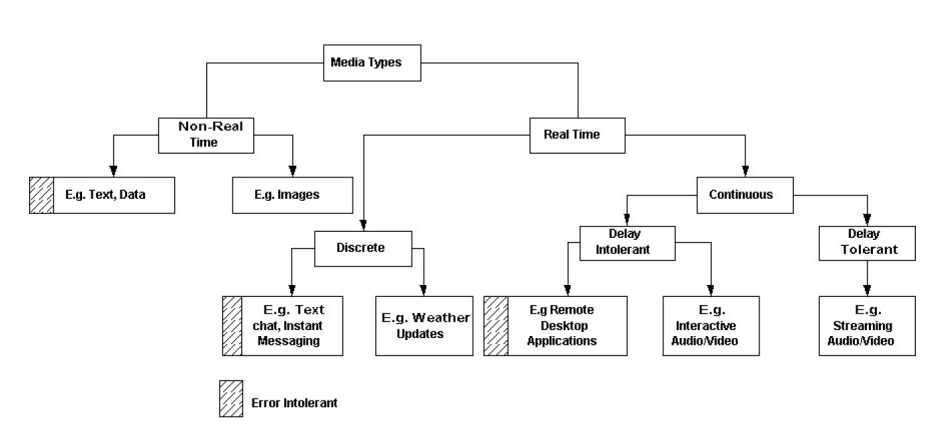 Media Types
Non-Real
Time
Real Time
E.g. Text, Data
E.g. Images
Continuous
Discrete
Delay
Intolerant
Delay
Tolerant
E.g. Text
chat, Instant
Messaging
E.g. Weather
Updates
E.g Remote
Desktop
Applications
E.g.
Interactive
Audio/Video
E.g.
Streaming
Audio/Video
Error Intolerant